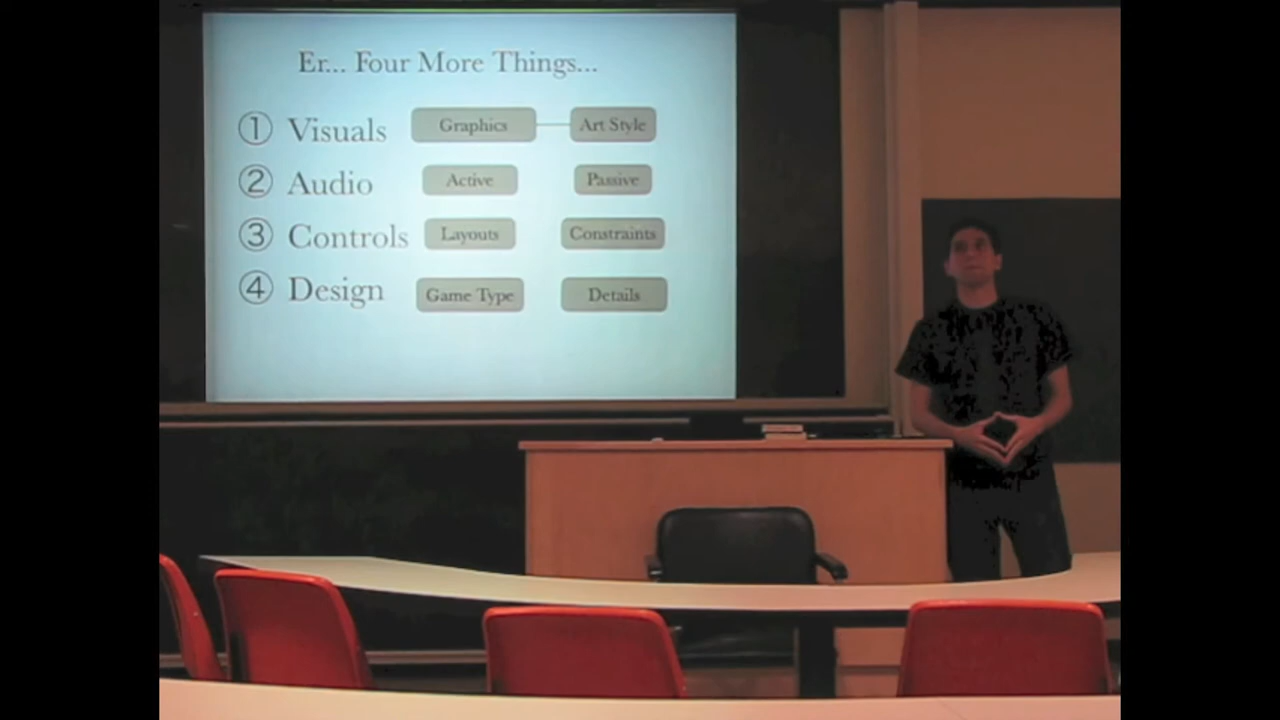 Er... Four More Things...
① Visuals Graphics Art Style
② Audio Active Passive
③ Controls Layouts Constraints
④ Design Game Type Details